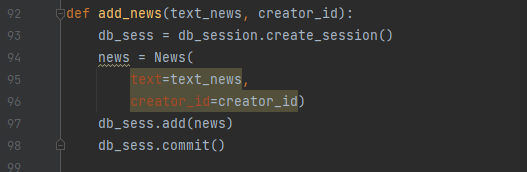 92 def add_news(text_news, creator_id):
93     db_sess = db_session.create_session()
94     news = News(
95         text=text_news,
96         creator_id=creator_id)
97     db_sess.add(news)
98     db_sess.commit()
99